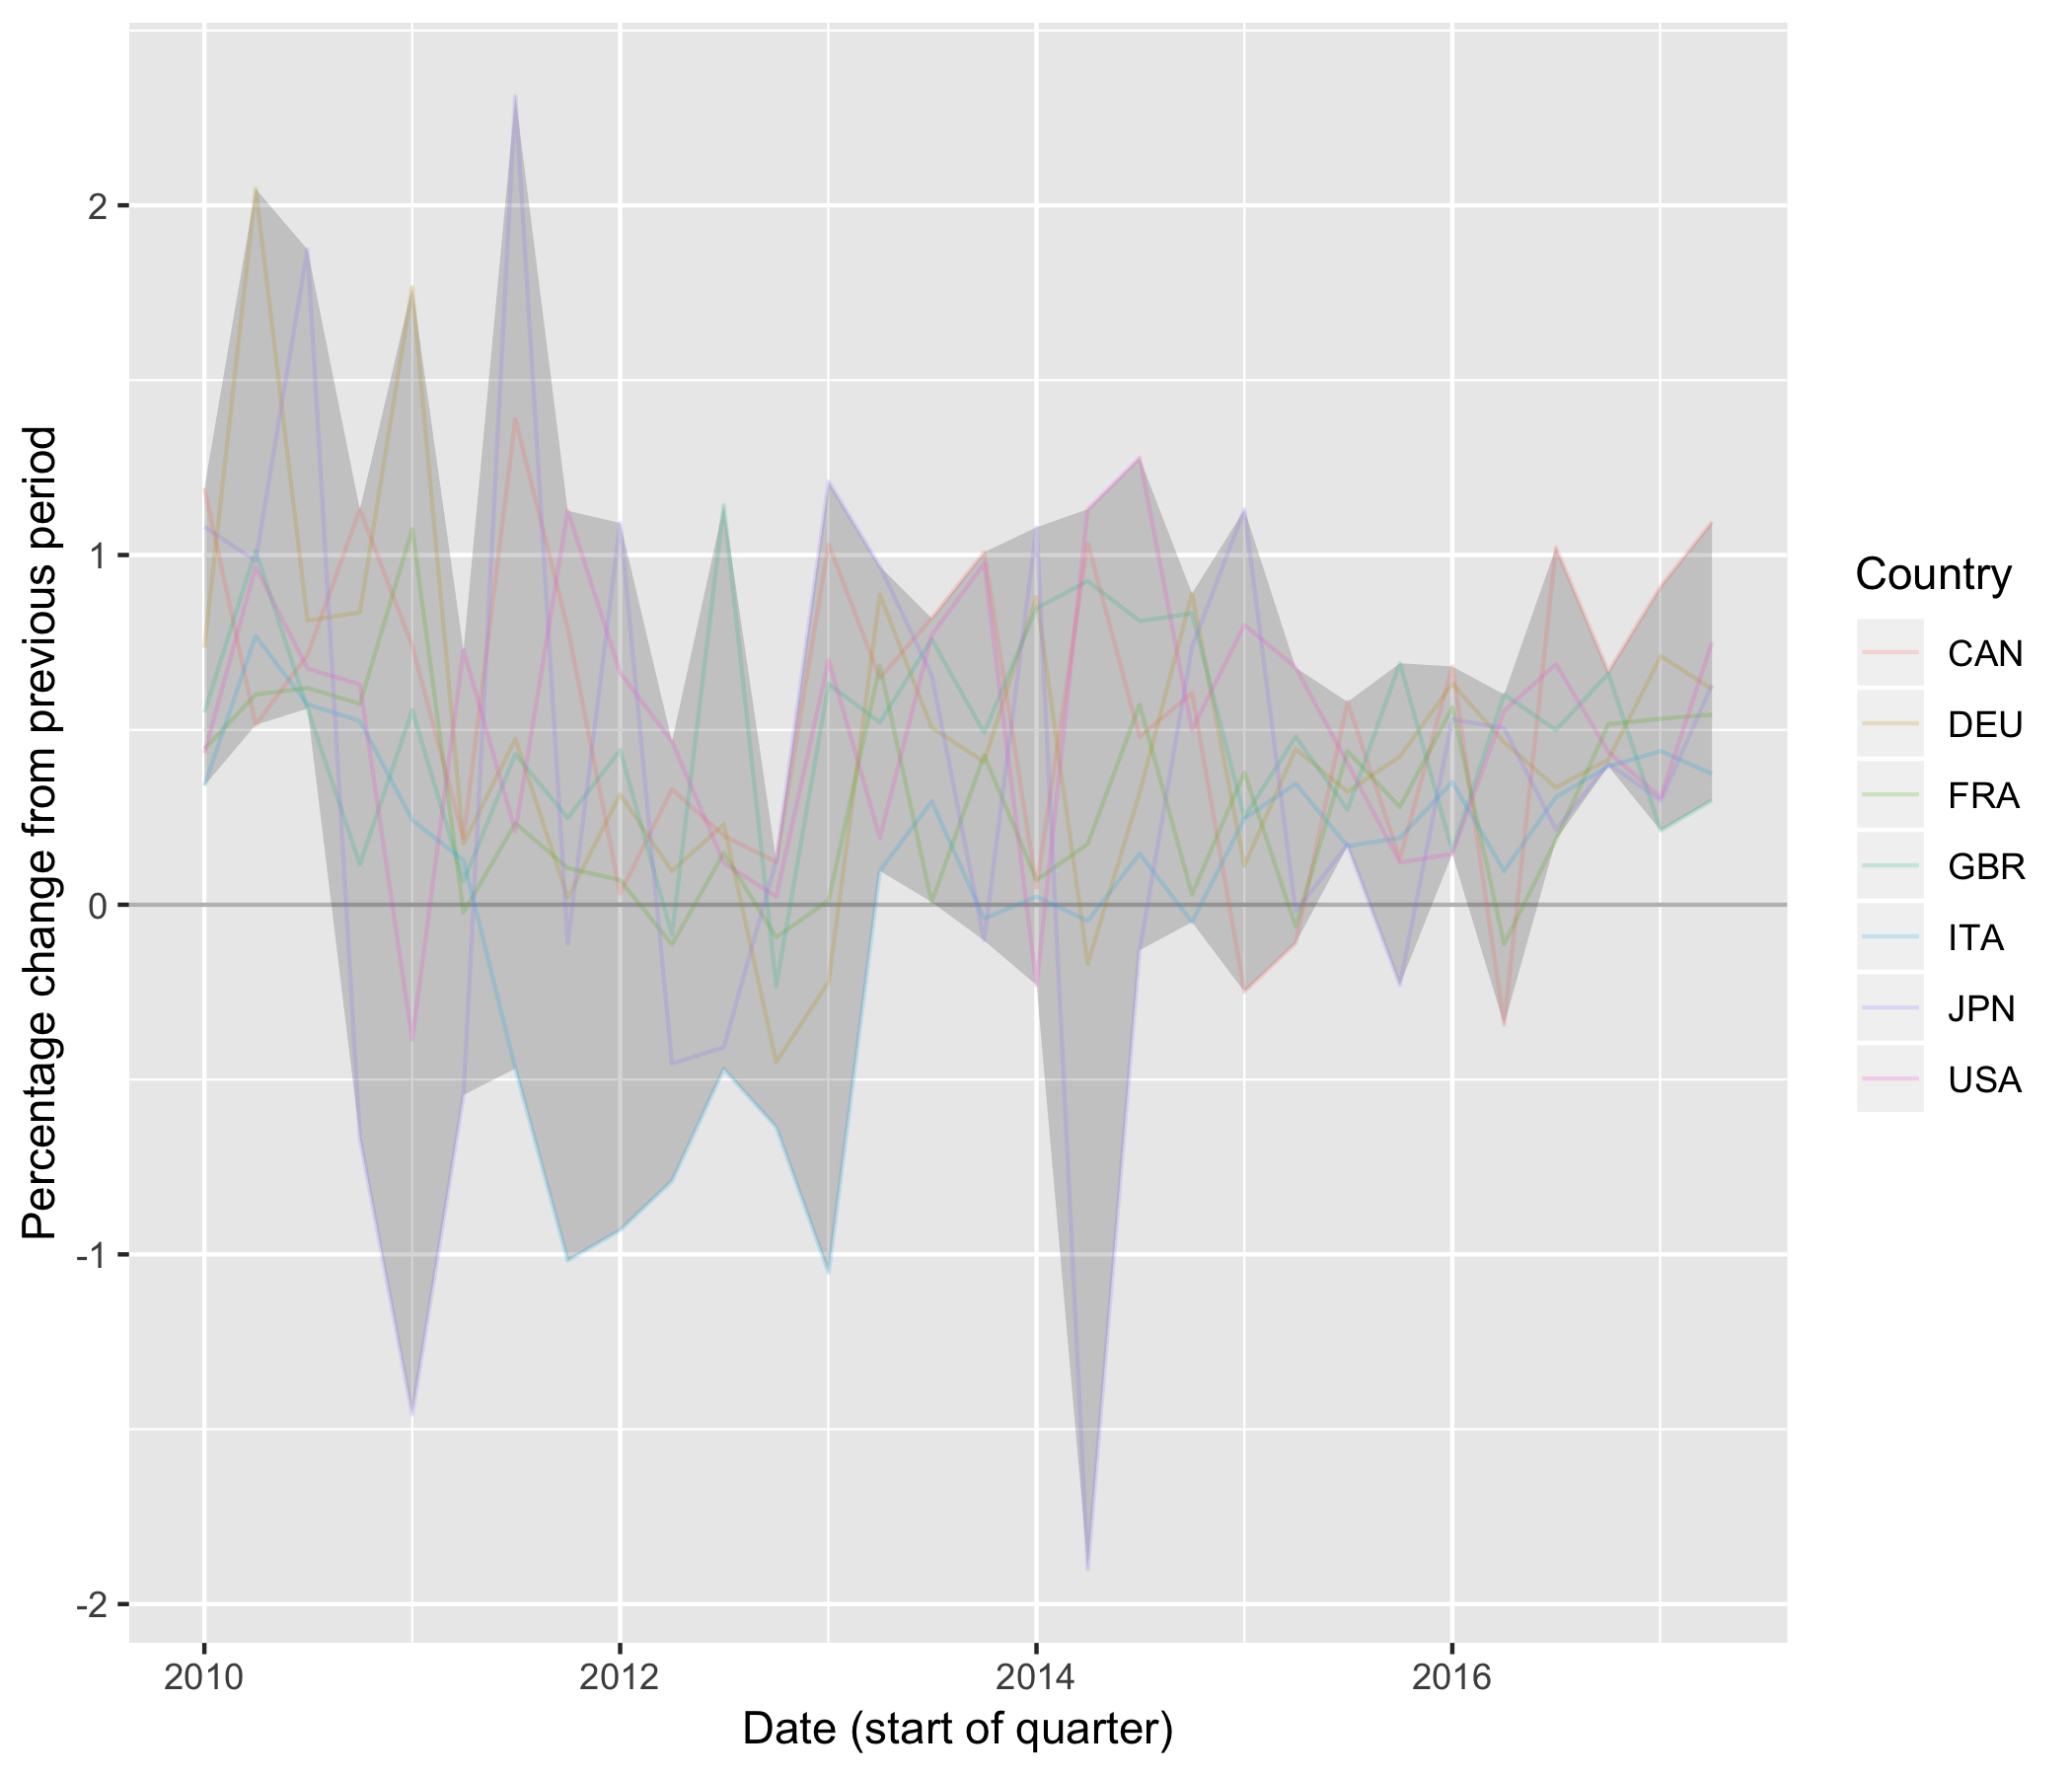 Percentage change from previous period
2
1
0
-1
-2
2010
2012
2014
2016
Date (start of quarter)
Country
CAN
DEU
FRA
GBR
ITA
JPN
USA